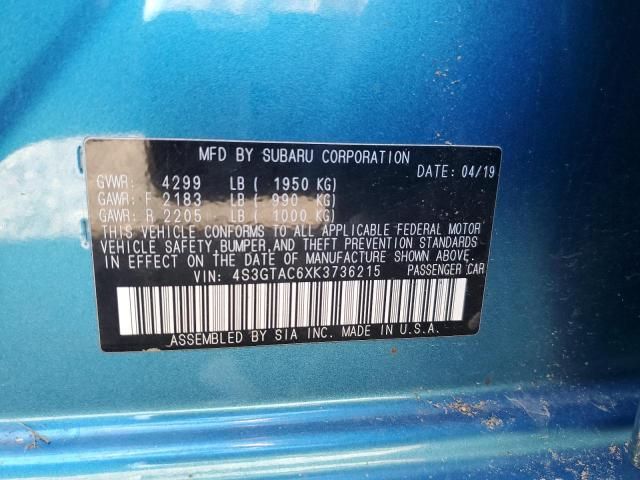 MFD BY SUBARU CORPORATION
DATE: 04/19
GVWR: 4299 LB ( 1950 KG)
GAWR: F 2183 LB ( 990 KG)
GAWR: R 2205 LB ( 1000 KG)
THIS VEHICLE CONFORMS TO ALL APPLICABLE FEDERAL MOTOR
VEHICLE SAFETY, BUMPER, AND THEFT PREVENTION STANDARDS
IN EFFECT ON THE DATE OF MANUFACTURE SHOWN ABOVE.
VIN: 4S3GTAC6XK3736215 PASSENGER CAR
ASSEMBLED BY SIA INC. MADE IN U.S.A.